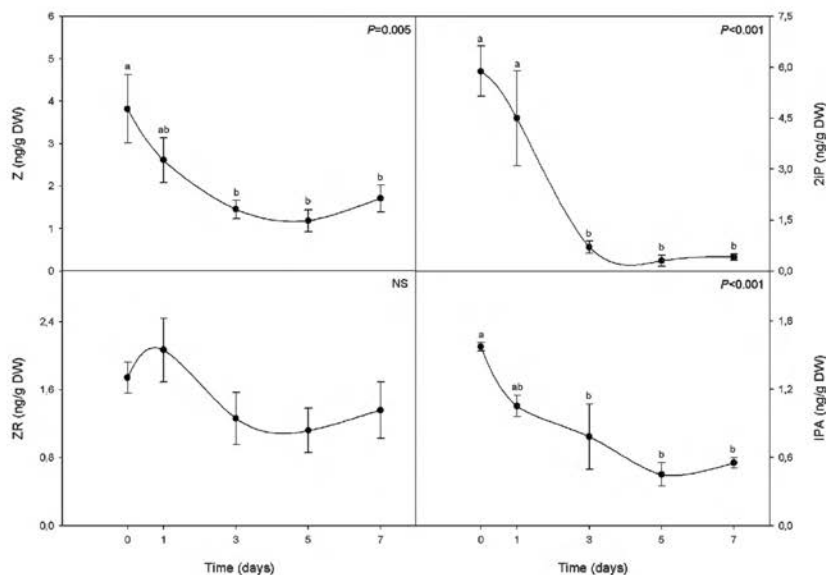 P=0.005
6
5
4
3
2
1
0
Z (ng/g DW)
a
ab
b
b
b
P<0.001
7,5
6,0
4,5
3,0
1,5
0,0
2iP (ng/g DW)
a
a
b
b
b
NS
2,4
1,6
0,8
0,0
ZR (ng/g DW)
0 1 3 5 7
Time (days)
P<0.001
1,8
1,2
0,6
0,0
IPA (ng/g DW)
a
ab
b
b
b
0 1 3 5 7
Time (days)